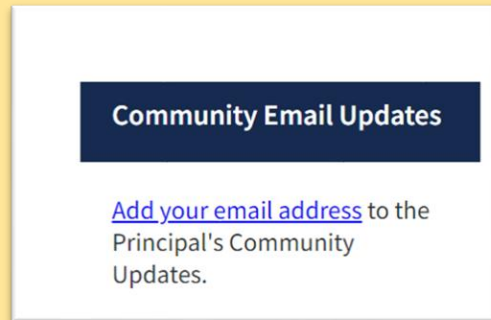 Community Email Updates
Add your email address to the
Principal's Community
Updates.